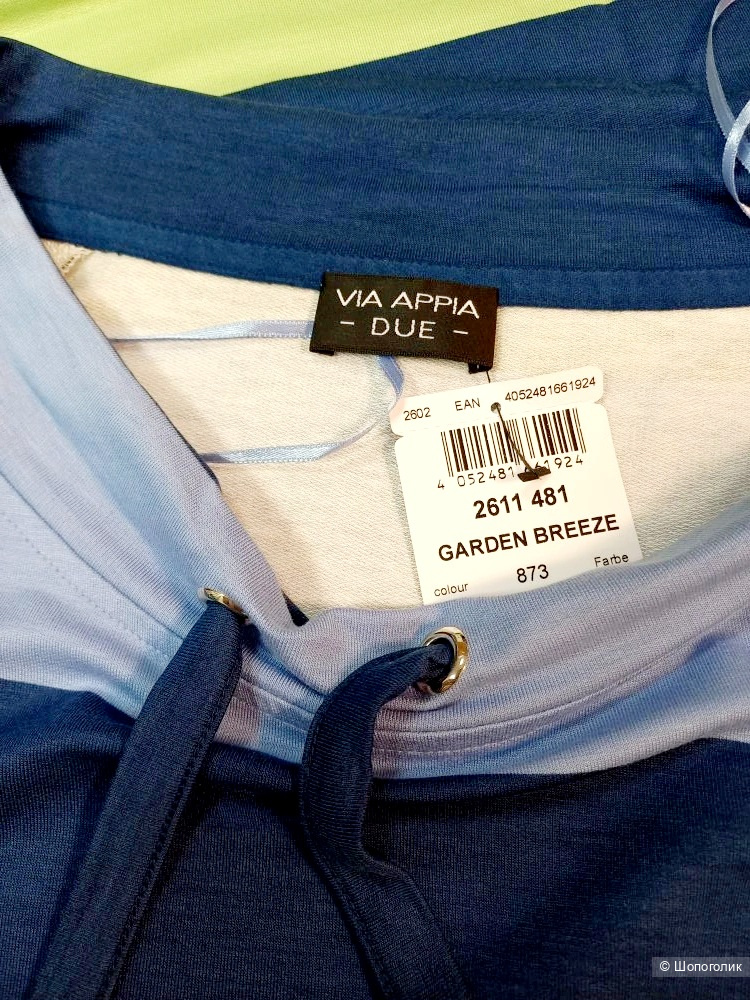 VIA APPIA
- DUE -
2602 EAN 4052481661924
4 052481 661924
2611 481
GARDEN BREEZE
colour 873 Farbe
© Шопоголик